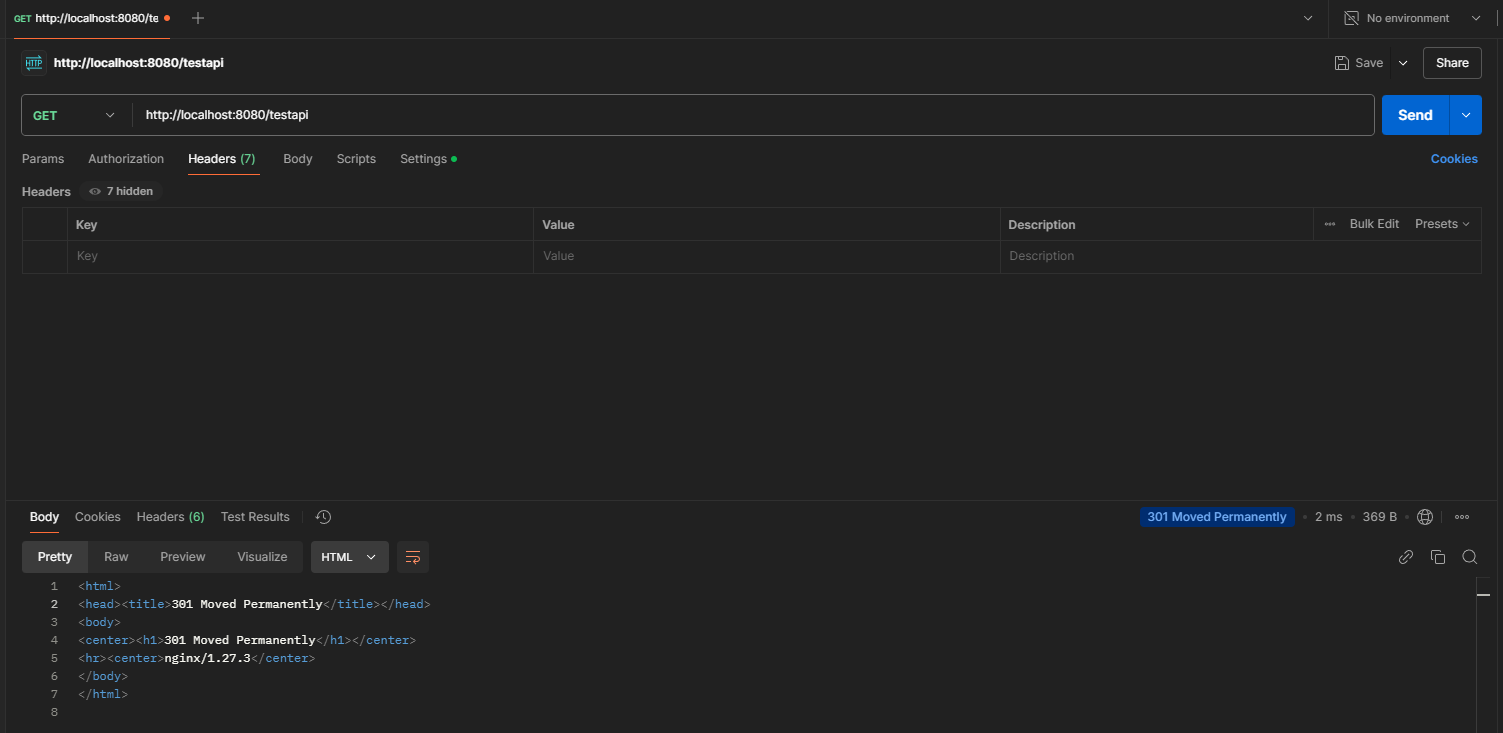 GET http://localhost:8080/te
No environment
HTTP http://localhost:8080/testapi
Save
Share
GET http://localhost:8080/testapi
Send
Params Authorization Headers (7) Body Scripts Settings Cookies
Headers 7 hidden
Key Value Description Bulk Edit Presets
Key Value Description
Body Cookies Headers (6) Test Results 301 Moved Permanently 2 ms 369 B
Pretty Raw Preview Visualize HTML
1 <html>
2 <head><title>301 Moved Permanently</title></head>
3 <body>
4 <center><h1>301 Moved Permanently</h1></center>
5 <hr><center>nginx/1.27.3</center>
6 </body>
7 </html>
8